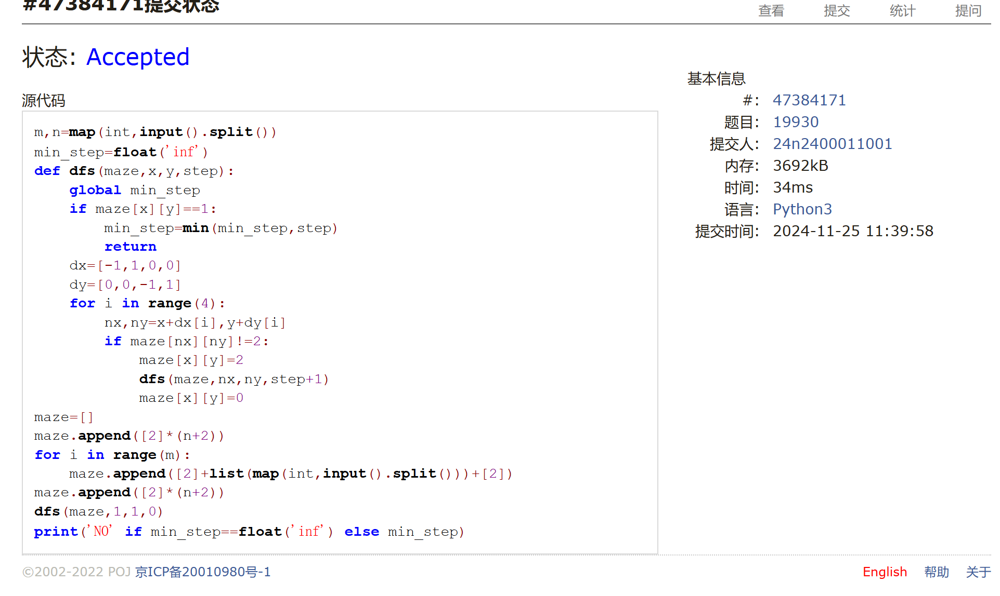 #47384171提交状态
查看 提交 统计 提问
状态: Accepted
源代码
m,n=map(int,input().split())
min_step=float('inf')
def dfs(maze,x,y,step):
    global min_step
    if maze[x][y]==1:
        min_step=min(min_step,step)
        return
    dx=[-1,1,0,0]
    dy=[0,0,-1,1]
    for i in range(4):
        nx,ny=x+dx[i],y+dy[i]
        if maze[nx][ny]!=2:
            maze[x][y]=2
            dfs(maze,nx,ny,step+1)
            maze[x][y]=0
maze=[]
maze.append([2]*(n+2))
for i in range(m):
    maze.append([2]+list(map(int,input().split()))+[2])
maze.append([2]*(n+2))
dfs(maze,1,1,0)
print('NO' if min_step==float('inf') else min_step)
基本信息
#: 47384171
题目: 19930
提交人: 24n2400011001
内存: 3692kB
时间: 34ms
语言: Python3
提交时间: 2024-11-25 11:39:58
©2002-2022 POJ 京ICP备20010980号-1
English 帮助 关于